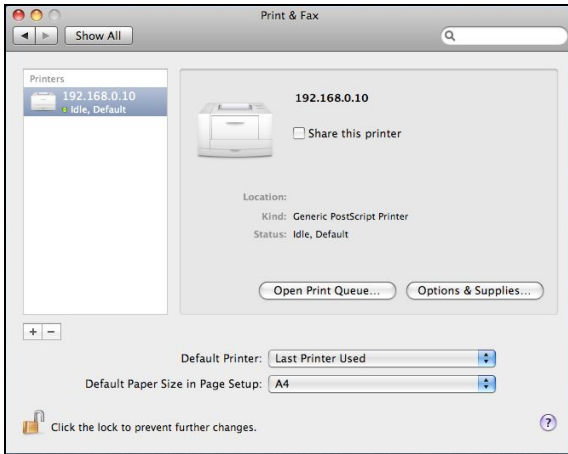 Print & Fax
Show All
Printers
192.168.0.10
Idle, Default
192.168.0.10
Share this printer
Location:
Kind: Generic PostScript Printer
Status: Idle, Default
Open Print Queue... Options & Supplies...
+ −
Default Printer: Last Printer Used
Default Paper Size in Page Setup: A4
Click the lock to prevent further changes. ?